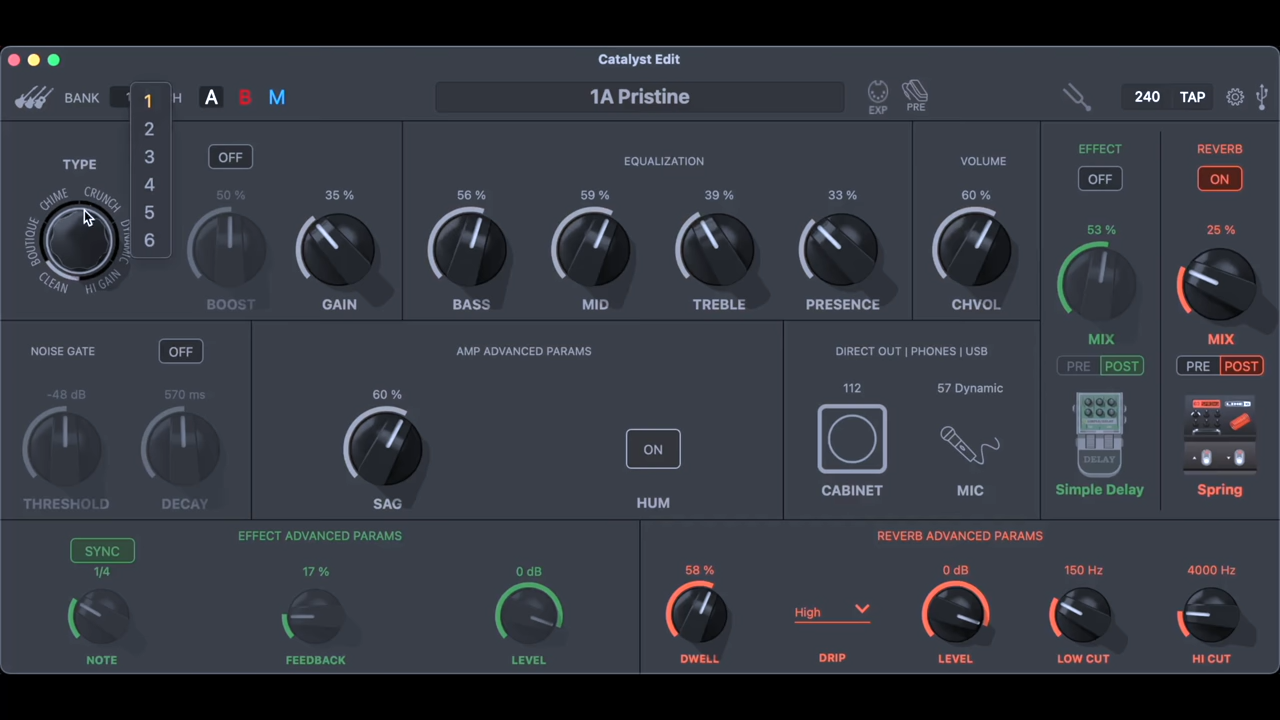 Catalyst Edit
BANK
1
2
3
4
5
6
H
A
B
M
1A Pristine
EXP
PRE
240
TAP
TYPE
CLEAN
BOUTIQUE
CHIME
CRUNCH
HI GAIN
OFF
50 %
BOOST
35 %
GAIN
EQUALIZATION
56 %
BASS
59 %
MID
39 %
TREBLE
33 %
PRESENCE
VOLUME
60 %
CHVOL
EFFECT
OFF
53 %
MIX
PRE POST
DELAY
Simple Delay
REVERB
ON
25 %
MIX
PRE POST
Spring
NOISE GATE
OFF
-48 dB
THRESHOLD
570 ms
DECAY
AMP ADVANCED PARAMS
60 %
SAG
ON
HUM
DIRECT OUT | PHONES | USB
112
CABINET
57 Dynamic
MIC
EFFECT ADVANCED PARAMS
SYNC
1/4
NOTE
17 %
FEEDBACK
0 dB
LEVEL
REVERB ADVANCED PARAMS
58 %
DWELL
High
DRIP
0 dB
LEVEL
150 Hz
LOW CUT
4000 Hz
HI CUT